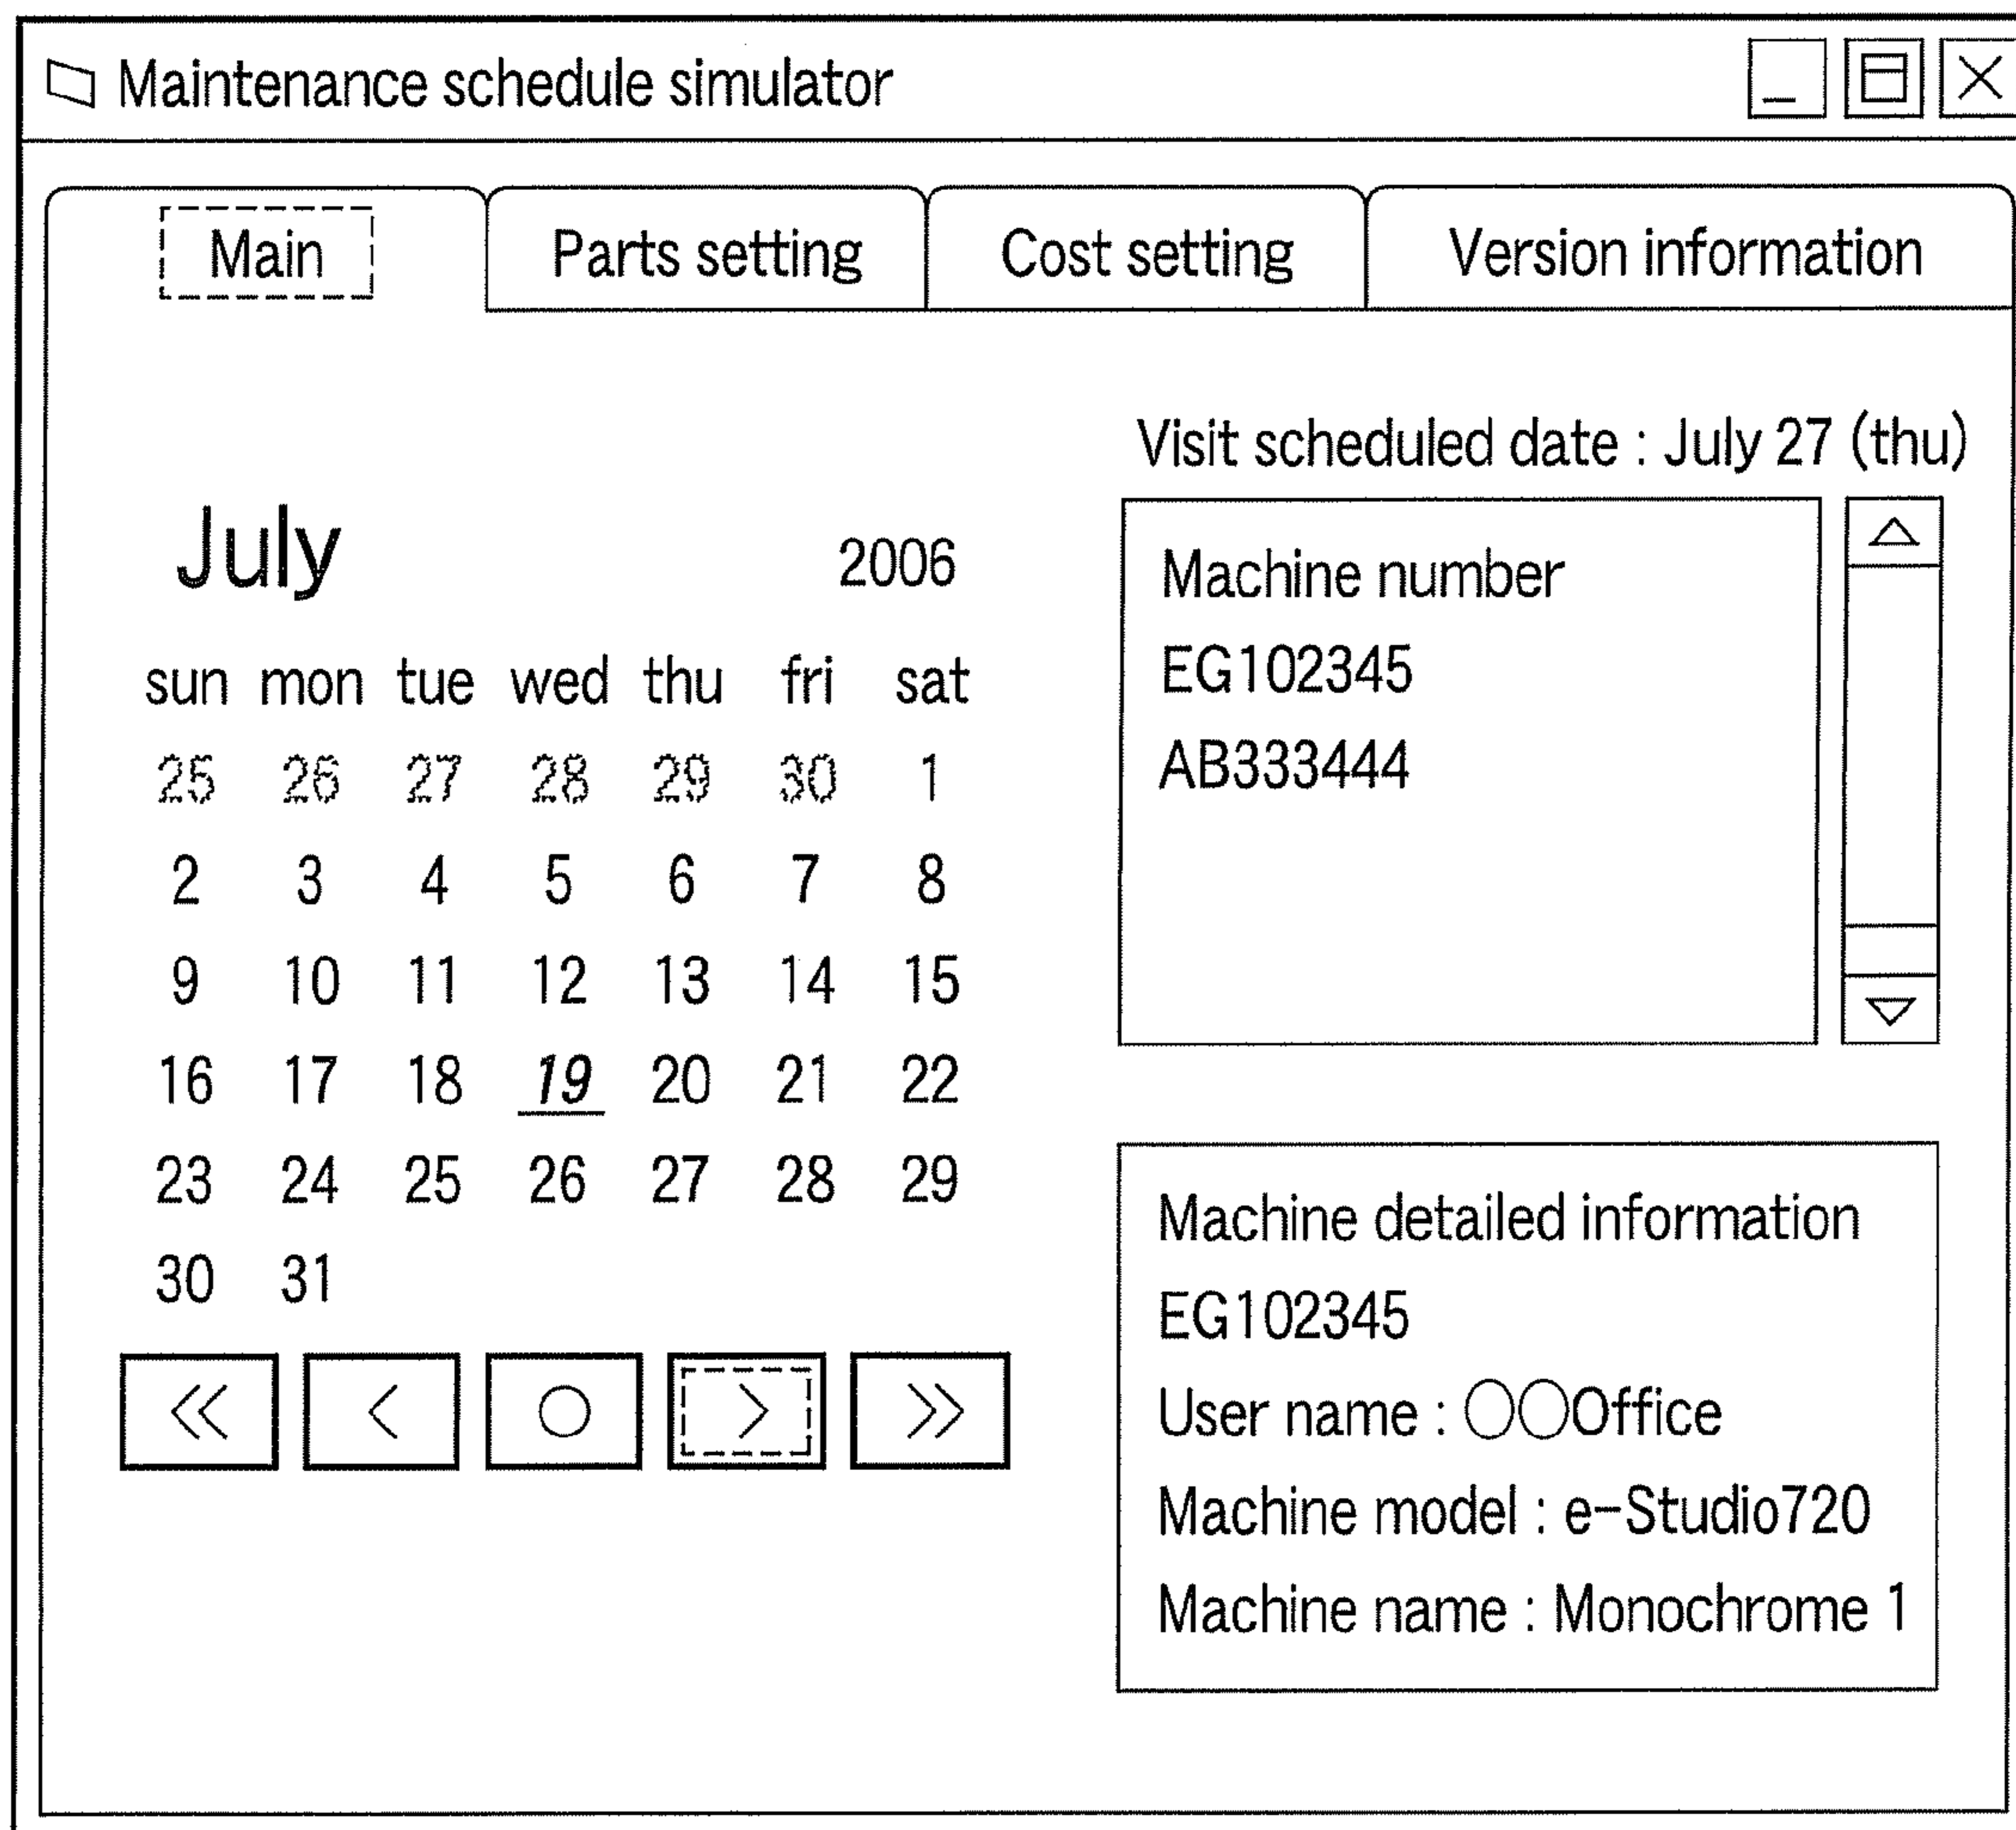 Maintenance schedule simulator
Main Parts setting Cost setting Version information
July 2006
sun mon tue wed thu fri sat
25 26 27 28 29 30 1
2 3 4 5 6 7 8
9 10 11 12 13 14 15
16 17 18 19 20 21 22
23 24 25 26 27 28 29
30 31
<< < ○ > >>
Visit scheduled date : July 27 (thu)
Machine number
EG102345
AB333444
Machine detailed information
EG102345
User name : ○○Office
Machine model : e-Studio720
Machine name : Monochrome 1